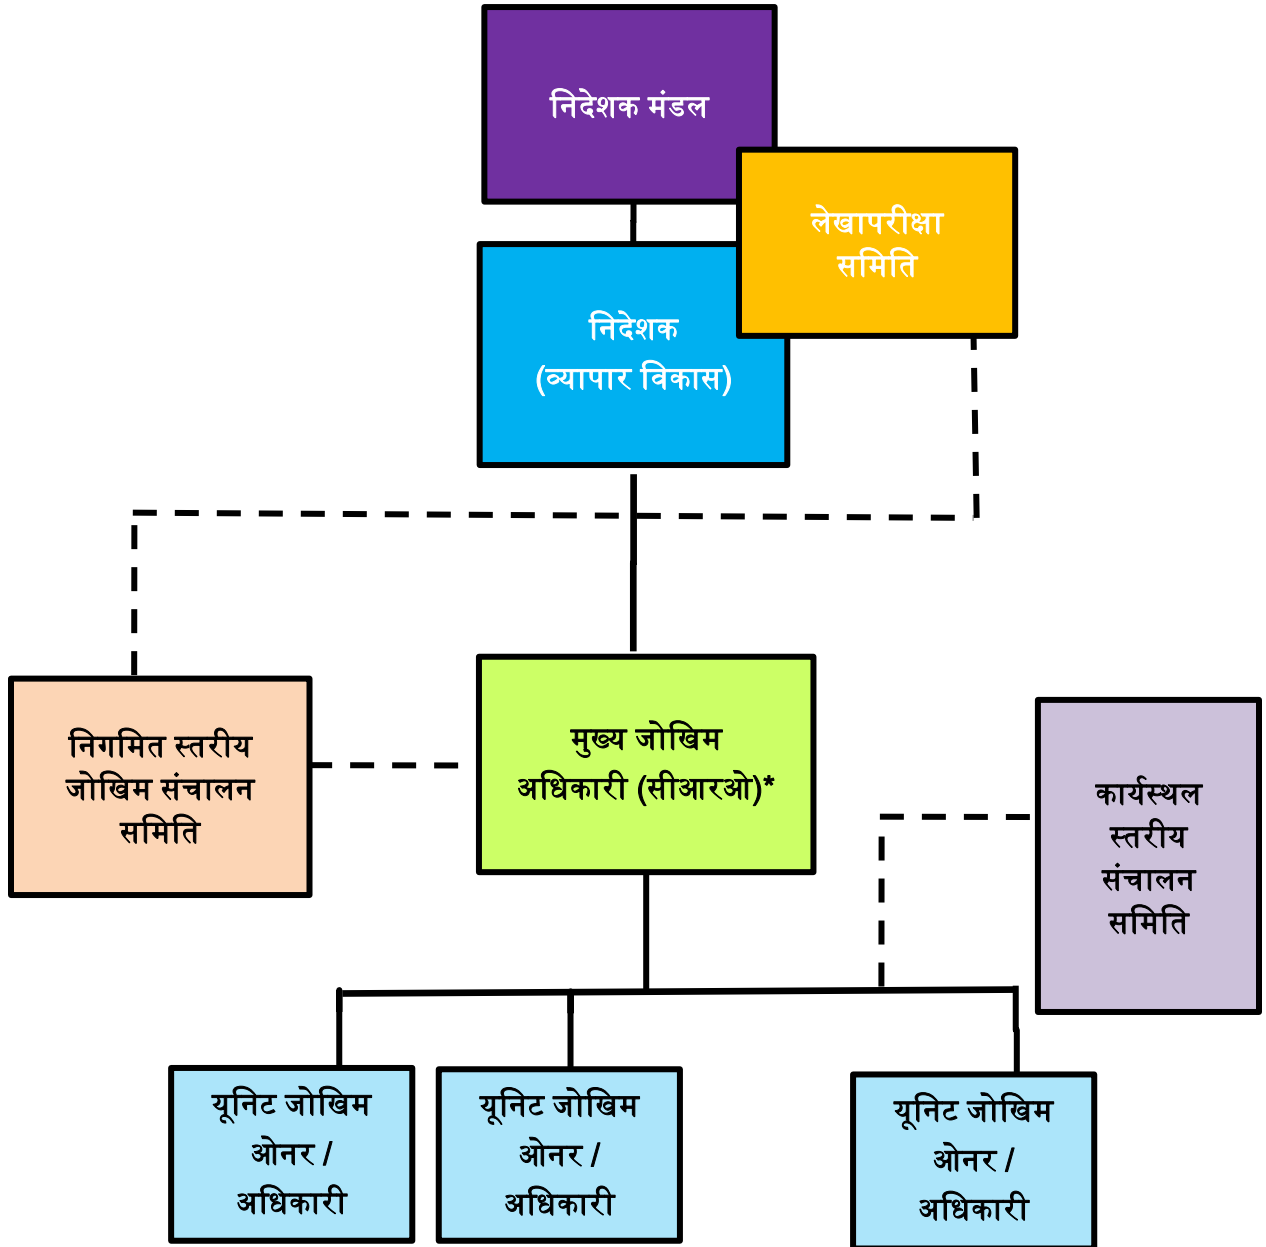 निदेशक मंडल
लेखापरीक्षा
समिति
निदेशक
(व्यापार विकास)
निगमित स्तरीय
जोखिम संचालन
समिति
मुख्य जोखिम
अधिकारी (सीआरओ)*
कार्यस्थल
स्तरीय
संचालन
समिति
यूनिट जोखिम
ओनर /
अधिकारी
यूनिट जोखिम
ओनर /
अधिकारी
यूनिट जोखिम
ओनर /
अधिकारी